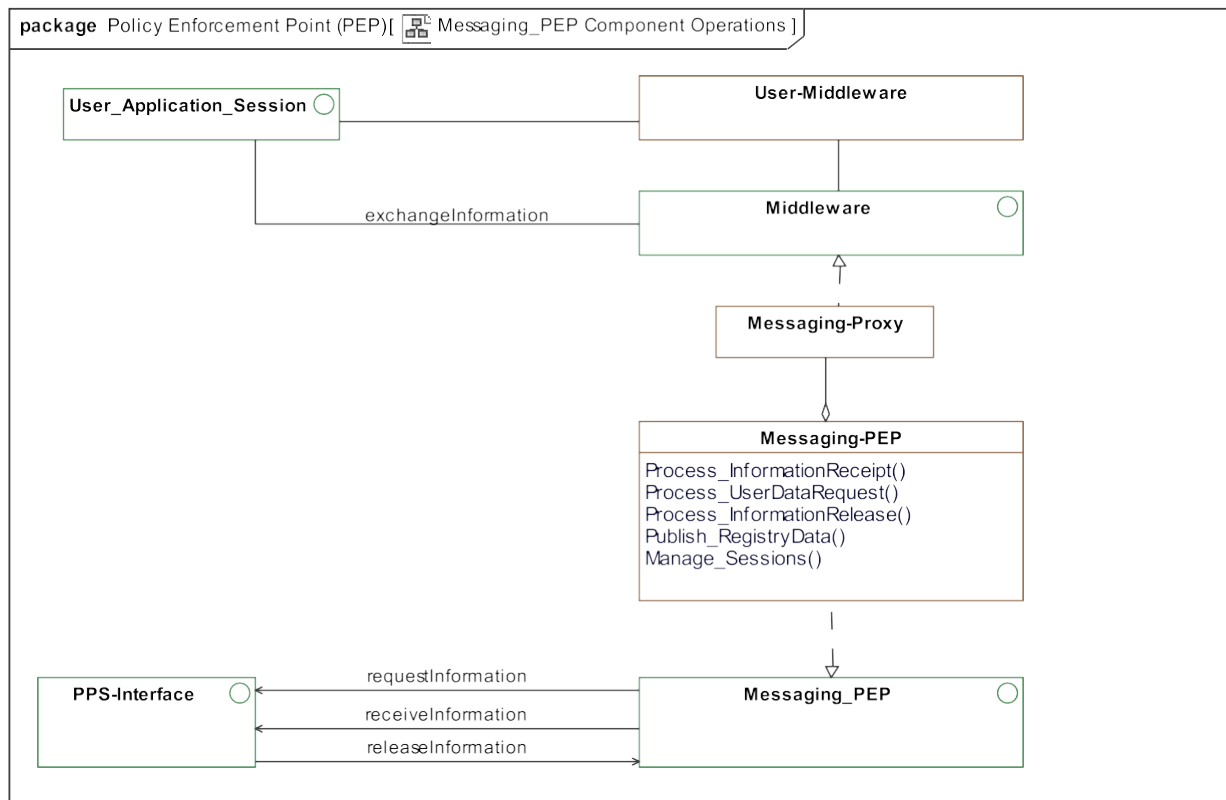 package Policy Enforcement Point (PEP)[ Messaging_PEP Component Operations ]
User_Application_Session
User-Middleware
exchangeInformation
Middleware
Messaging-Proxy
Messaging-PEP
Process_InformationReceipt()
Process_UserDataRequest()
Process_InformationRelease()
Publish_RegistryData()
Manage_Sessions()
requestInformation
PPS-Interface
Messaging_PEP
receiveInformation
releaseInformation